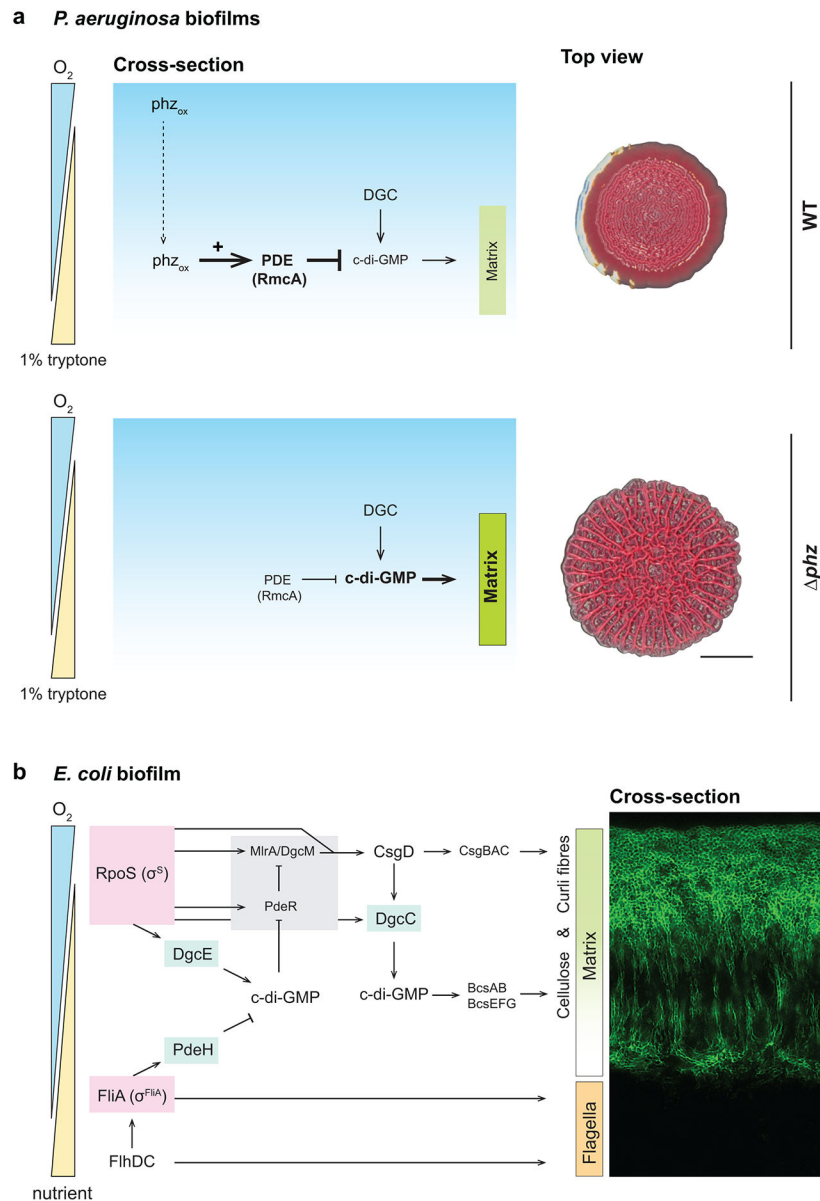 a P. aeruginosa biofilms
O2
Cross-section
Top view
phzox
DGC
phzox
+
PDE
(RmcA)
c-di-GMP
Matrix
WT
1% tryptone
O2
DGC
PDE
(RmcA)
c-di-GMP
Matrix
Δphz
1% tryptone
b E. coli biofilm
Cross-section
O2
RpoS (σS)
MlrA/DgcM
CsgD
CsgBAC
PdeR
DgcC
DgcE
c-di-GMP
c-di-GMP
BcsAB
BcsEFG
Cellulose & Curli fibres
Matrix
PdeH
FliA (σFliA)
FlhDC
Flagella
nutrient